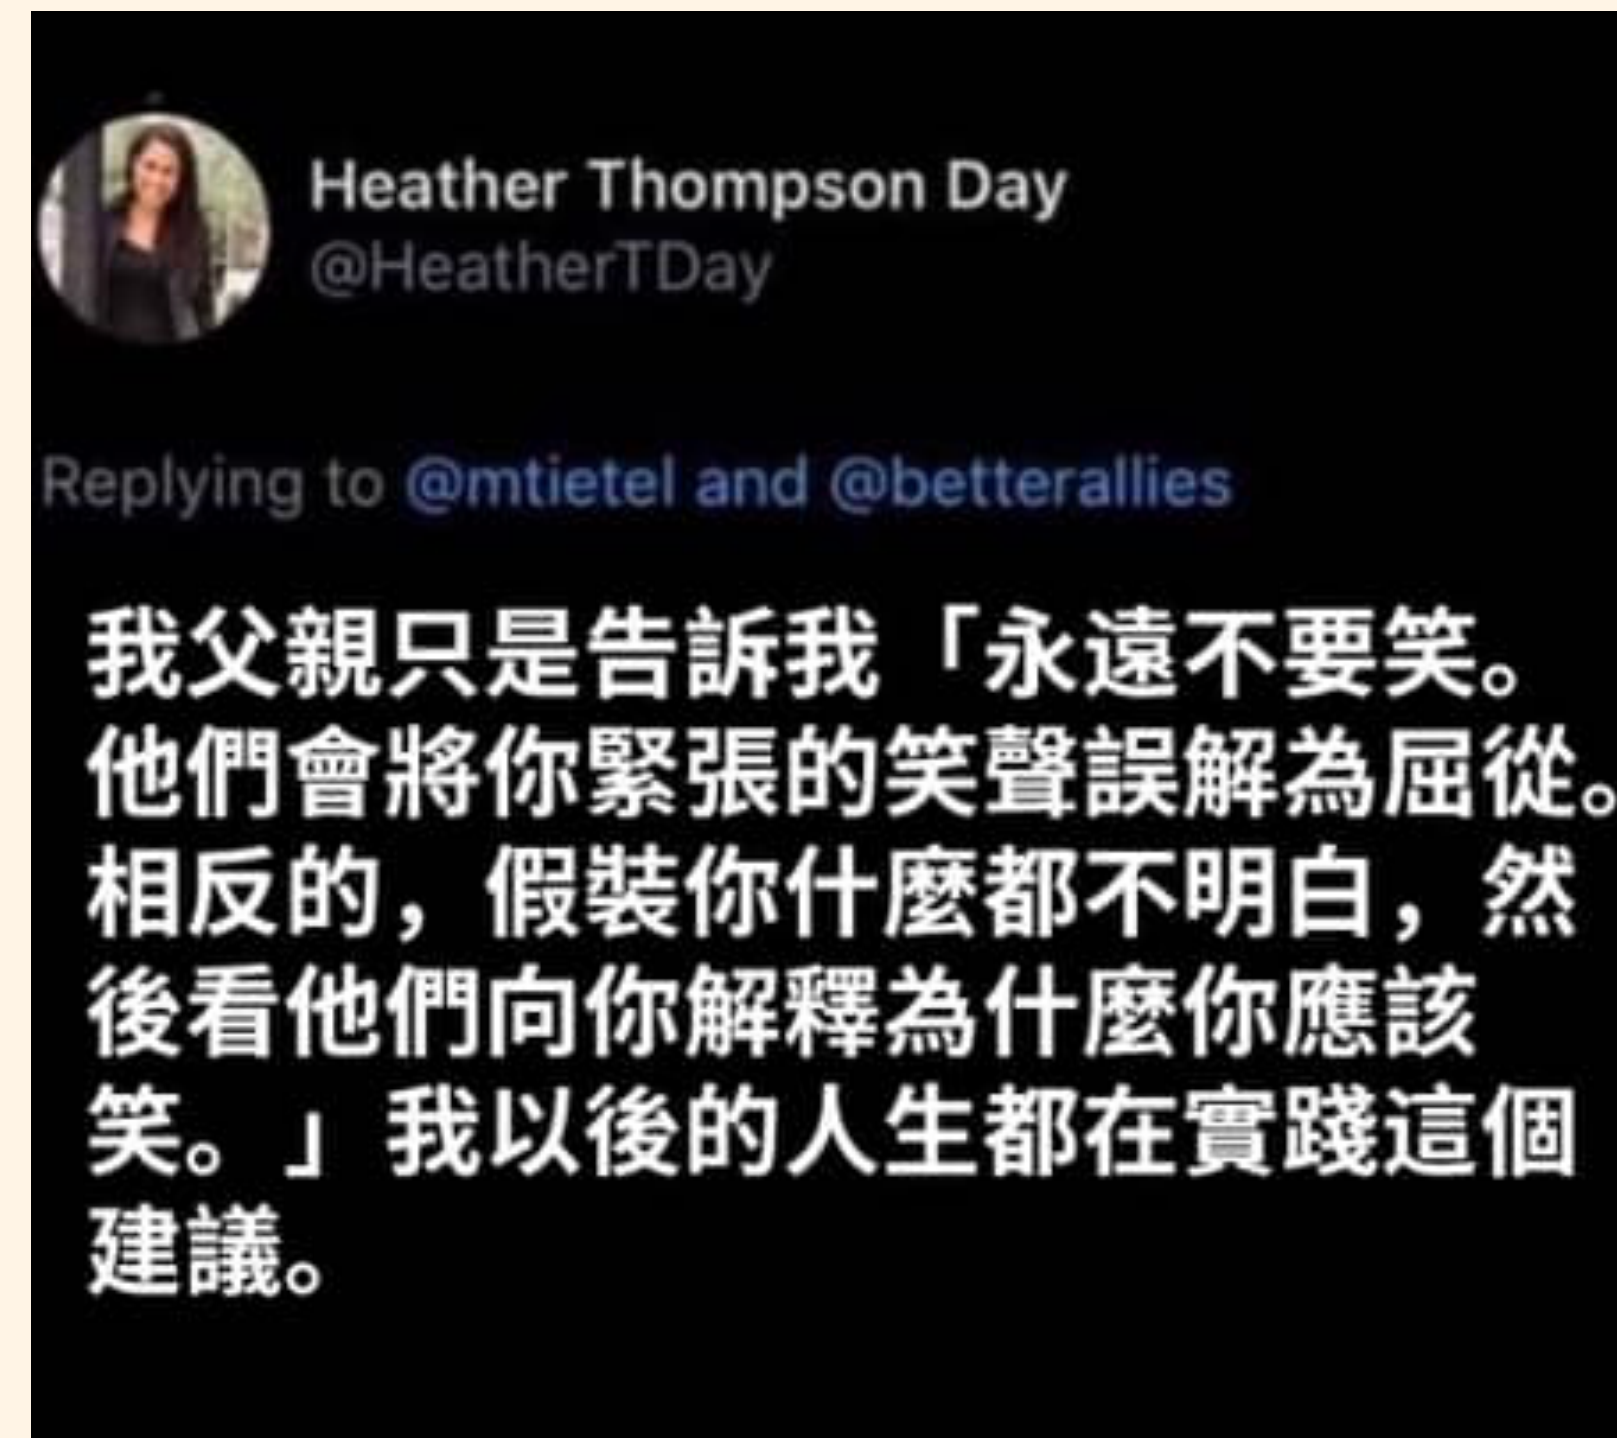 Heather Thompson Day
@HeatherTDay
Replying to @mtietel and @betterallies
我父親只是告訴我「永遠不要笑。
他們會將你緊張的笑聲誤解為屈從。
相反的，假裝你什麼都不明白，然
後看他們向你解釋為什麼你應該
笑。」我以後的人生都在實踐這個
建議。